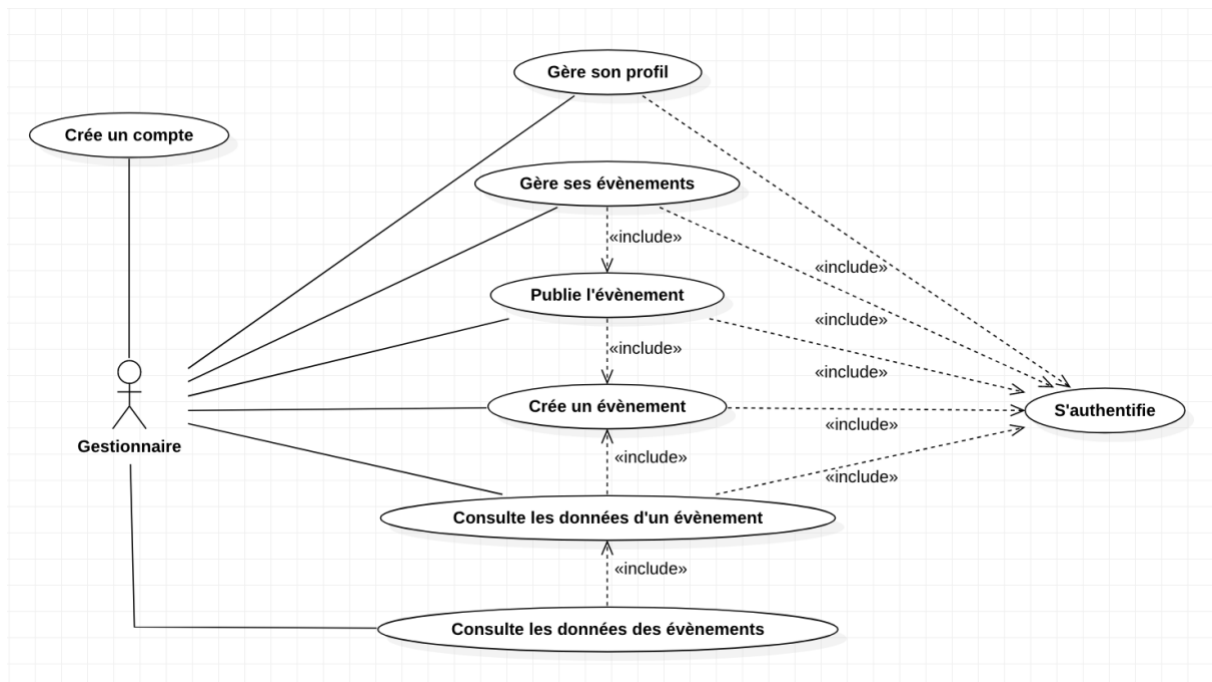 Gère son profil
Crée un compte
Gère ses évènements
«include»
«include»
Publie l'évènement
«include»
«include»
«include»
Crée un évènement
S'authentifie
«include»
Gestionnaire
«include»
«include»
Consulte les données d'un évènement
«include»
Consulte les données des évènements